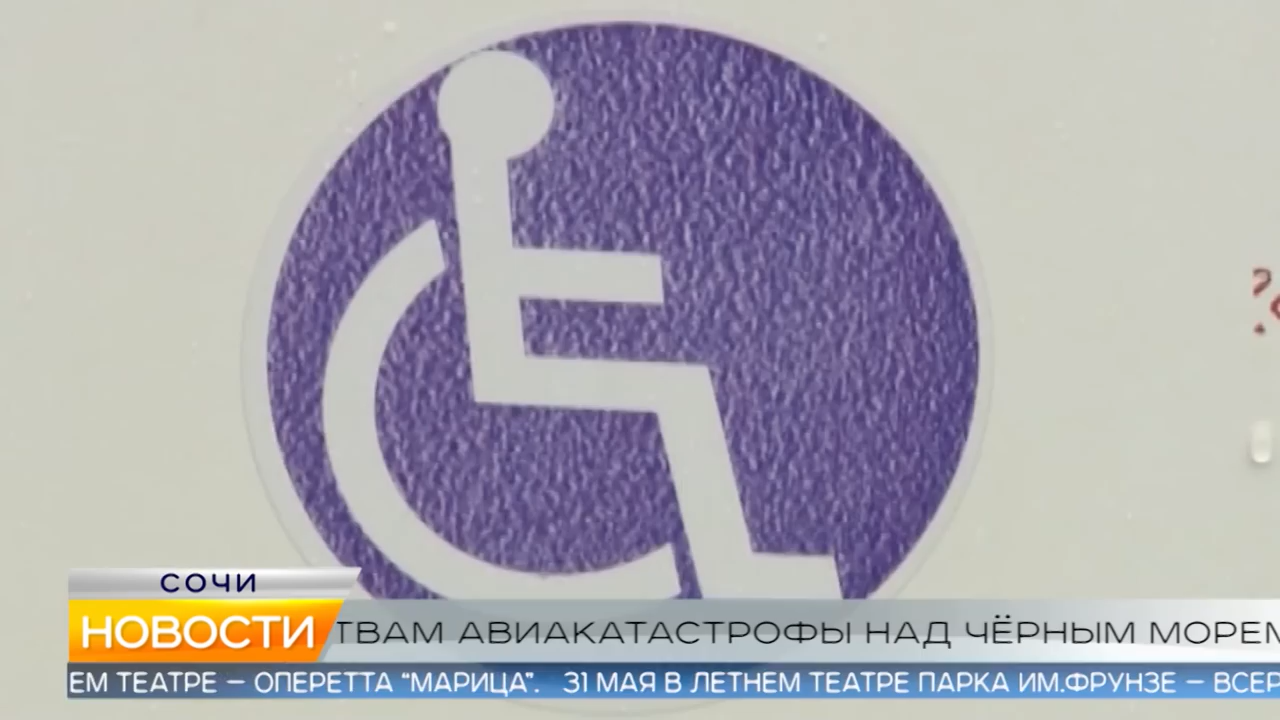 СОЧИ
НОВОСТИ
ТВАМ АВИАКАТАСТРОФЫ НАД ЧЁРНЫМ МОРЕМ
ЕМ ТЕАТРЕ – ОПЕРЕТТА “МАРИЦА”. 31 МАЯ В ЛЕТНЕМ ТЕАТРЕ ПАРКА ИМ.ФРУНЗЕ – ВСЕР